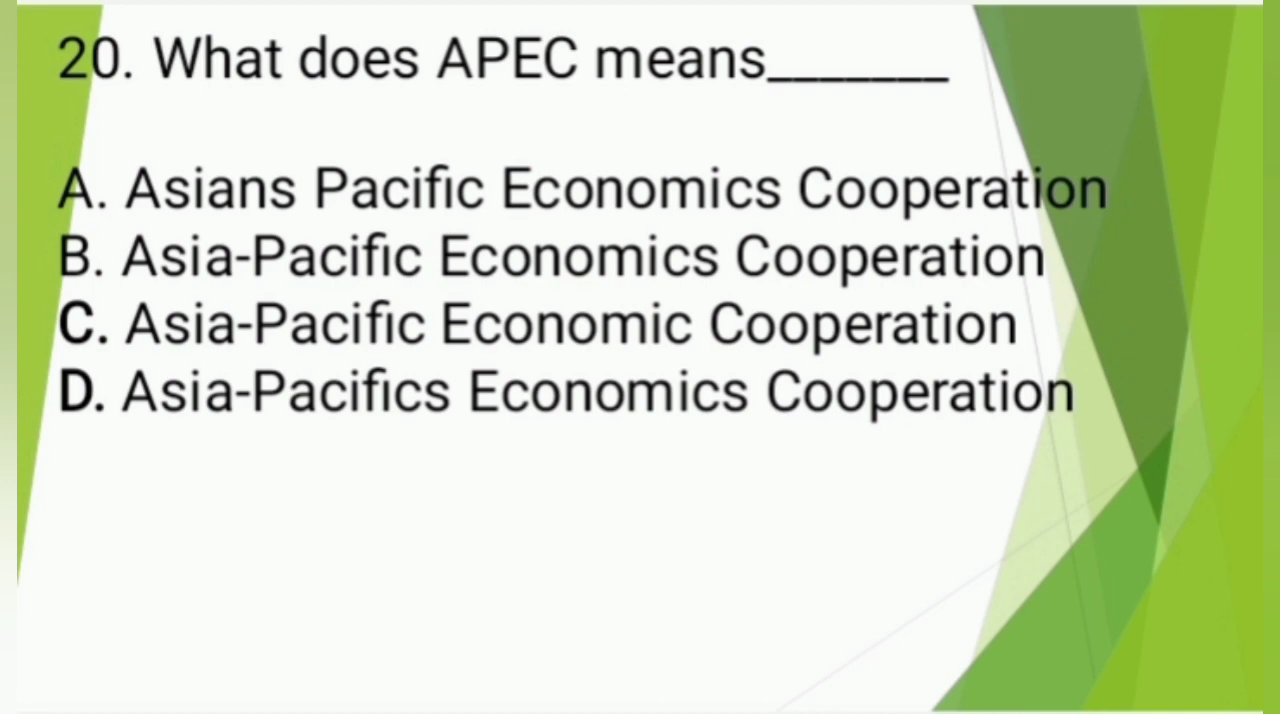 20. What does APEC means_______
A. Asians Pacific Economics Cooperation
B. Asia-Pacific Economics Cooperation
C. Asia-Pacific Economic Cooperation
D. Asia-Pacifics Economics Cooperation